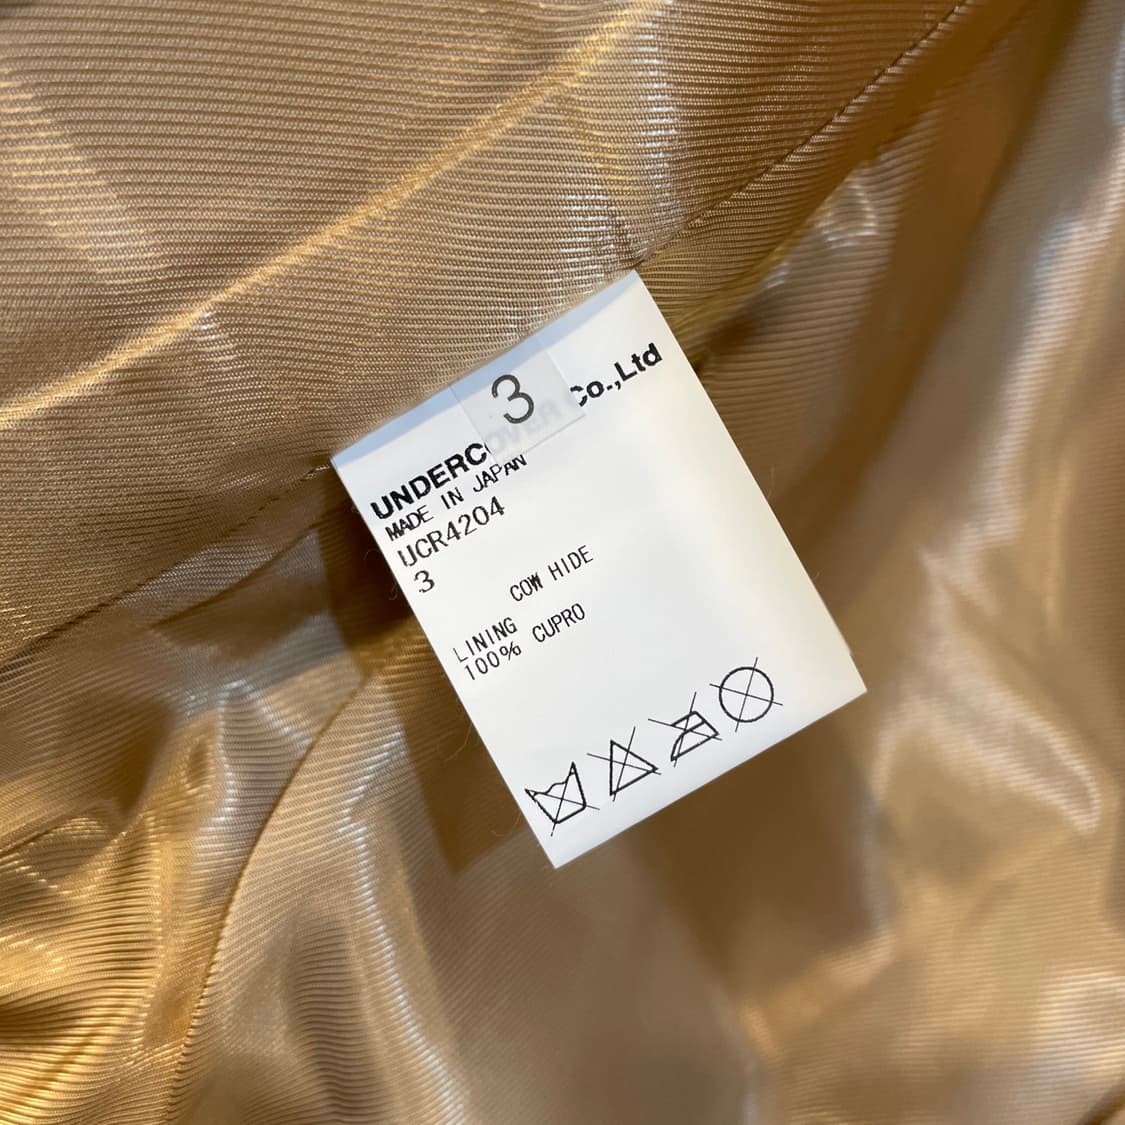 3
UNDERCOVER Co.,Ltd
MADE IN JAPAN
UCR4204
3
COW HIDE
LINING
100% CUPRO